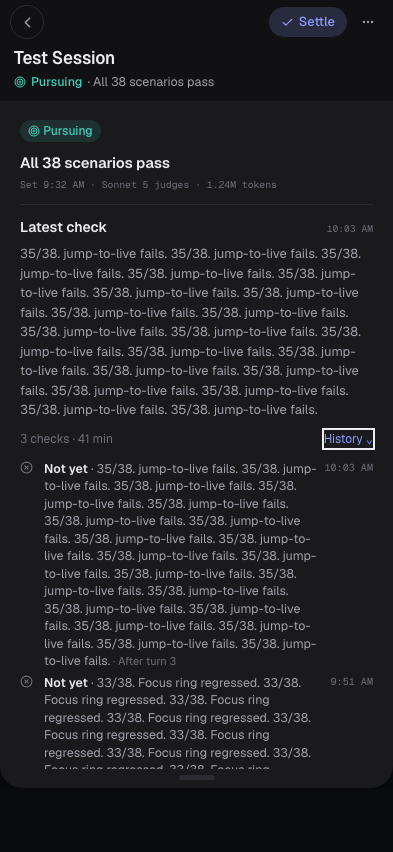 Settle
Test Session
Pursuing · All 38 scenarios pass
Pursuing
All 38 scenarios pass
Set 9:32 AM · Sonnet 5 judges · 1.24M tokens
Latest check 10:03 AM
35/38. jump-to-live fails. 35/38. jump-to-live fails. 35/38.
jump-to-live fails. 35/38. jump-to-live fails. 35/38. jump-
to-live fails. 35/38. jump-to-live fails. 35/38. jump-to-live
fails. 35/38. jump-to-live fails. 35/38. jump-to-live fails.
35/38. jump-to-live fails. 35/38. jump-to-live fails. 35/38.
jump-to-live fails. 35/38. jump-to-live fails. 35/38. jump-
to-live fails. 35/38. jump-to-live fails. 35/38. jump-to-live
fails. 35/38. jump-to-live fails. 35/38. jump-to-live fails.
35/38. jump-to-live fails. 35/38. jump-to-live fails.
3 checks · 41 min History
Not yet · 35/38. jump-to-live fails. 35/38. jump- 10:03 AM
to-live fails. 35/38. jump-to-live fails. 35/38.
jump-to-live fails. 35/38. jump-to-live fails.
35/38. jump-to-live fails. 35/38. jump-to-live
fails. 35/38. jump-to-live fails. 35/38. jump-to-
live fails. 35/38. jump-to-live fails. 35/38. jump-
to-live fails. 35/38. jump-to-live fails. 35/38.
jump-to-live fails. 35/38. jump-to-live fails.
35/38. jump-to-live fails. 35/38. jump-to-live
fails. 35/38. jump-to-live fails. 35/38. jump-to-
live fails. 35/38. jump-to-live fails. 35/38. jump-
to-live fails. · After turn 3
Not yet · 33/38. Focus ring regressed. 33/38. 9:51 AM
Focus ring regressed. 33/38. Focus ring
regressed. 33/38. Focus ring regressed. 33/38.
Focus ring regressed. 33/38. Focus ring
regressed. 33/38. Focus ring regressed. 33/38.
Focus ring regressed. 33/38. Focus ring